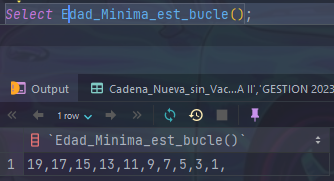 Select Edad_Minima_est_bucle();
Output
Cadena_Nueva_sin_Vac...A II','GESTION 2023
1 row
`Edad_Minima_est_bucle()`
1 19,17,15,13,11,9,7,5,3,1,